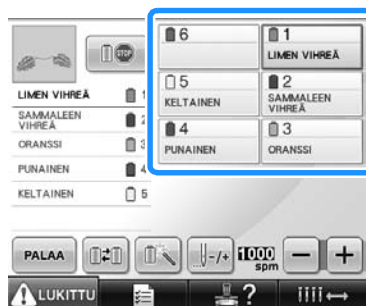 6
1
LIMEN VIHREÄ
5
KELTAINEN
2
SAMMALEEN
VIHREÄ
4
PUNAINEN
3
ORANSSI
LIMEN VIHREÄ 1
SAMMALEEN
VIHREÄ 2
ORANSSI 3
PUNAINEN 4
KELTAINEN 5
PALAA
-/+
1000
spm
-
+
LUKITTU
?